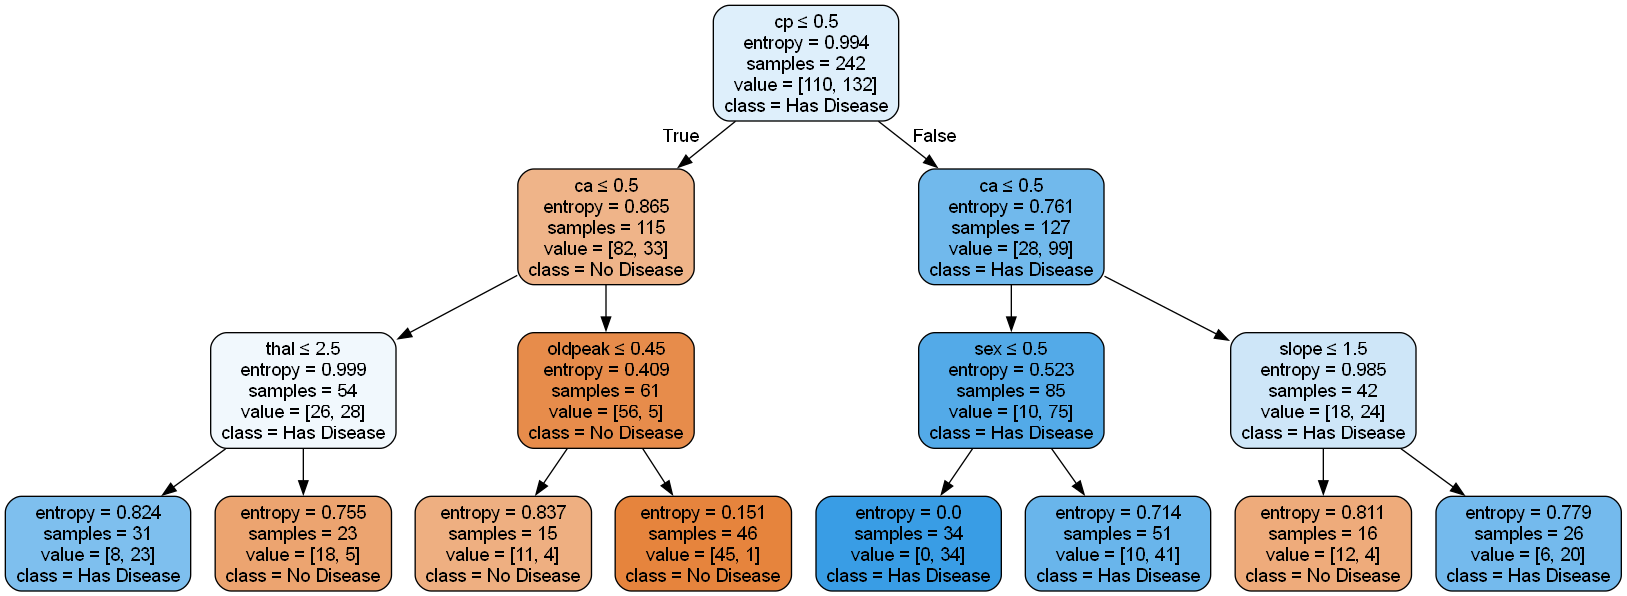 cp ≤ 0.5
entropy = 0.994
samples = 242
value = [110, 132]
class = Has Disease
True
False
ca ≤ 0.5
entropy = 0.865
samples = 115
value = [82, 33]
class = No Disease
ca ≤ 0.5
entropy = 0.761
samples = 127
value = [28, 99]
class = Has Disease
thal ≤ 2.5
entropy = 0.999
samples = 54
value = [26, 28]
class = Has Disease
oldpeak ≤ 0.45
entropy = 0.409
samples = 61
value = [56, 5]
class = No Disease
sex ≤ 0.5
entropy = 0.523
samples = 85
value = [10, 75]
class = Has Disease
slope ≤ 1.5
entropy = 0.985
samples = 42
value = [18, 24]
class = Has Disease
entropy = 0.824
samples = 31
value = [8, 23]
class = Has Disease
entropy = 0.755
samples = 23
value = [18, 5]
class = No Disease
entropy = 0.837
samples = 15
value = [11, 4]
class = No Disease
entropy = 0.151
samples = 46
value = [45, 1]
class = No Disease
entropy = 0.0
samples = 34
value = [0, 34]
class = Has Disease
entropy = 0.714
samples = 51
value = [10, 41]
class = Has Disease
entropy = 0.811
samples = 16
value = [12, 4]
class = No Disease
entropy = 0.779
samples = 26
value = [6, 20]
class = Has Disease